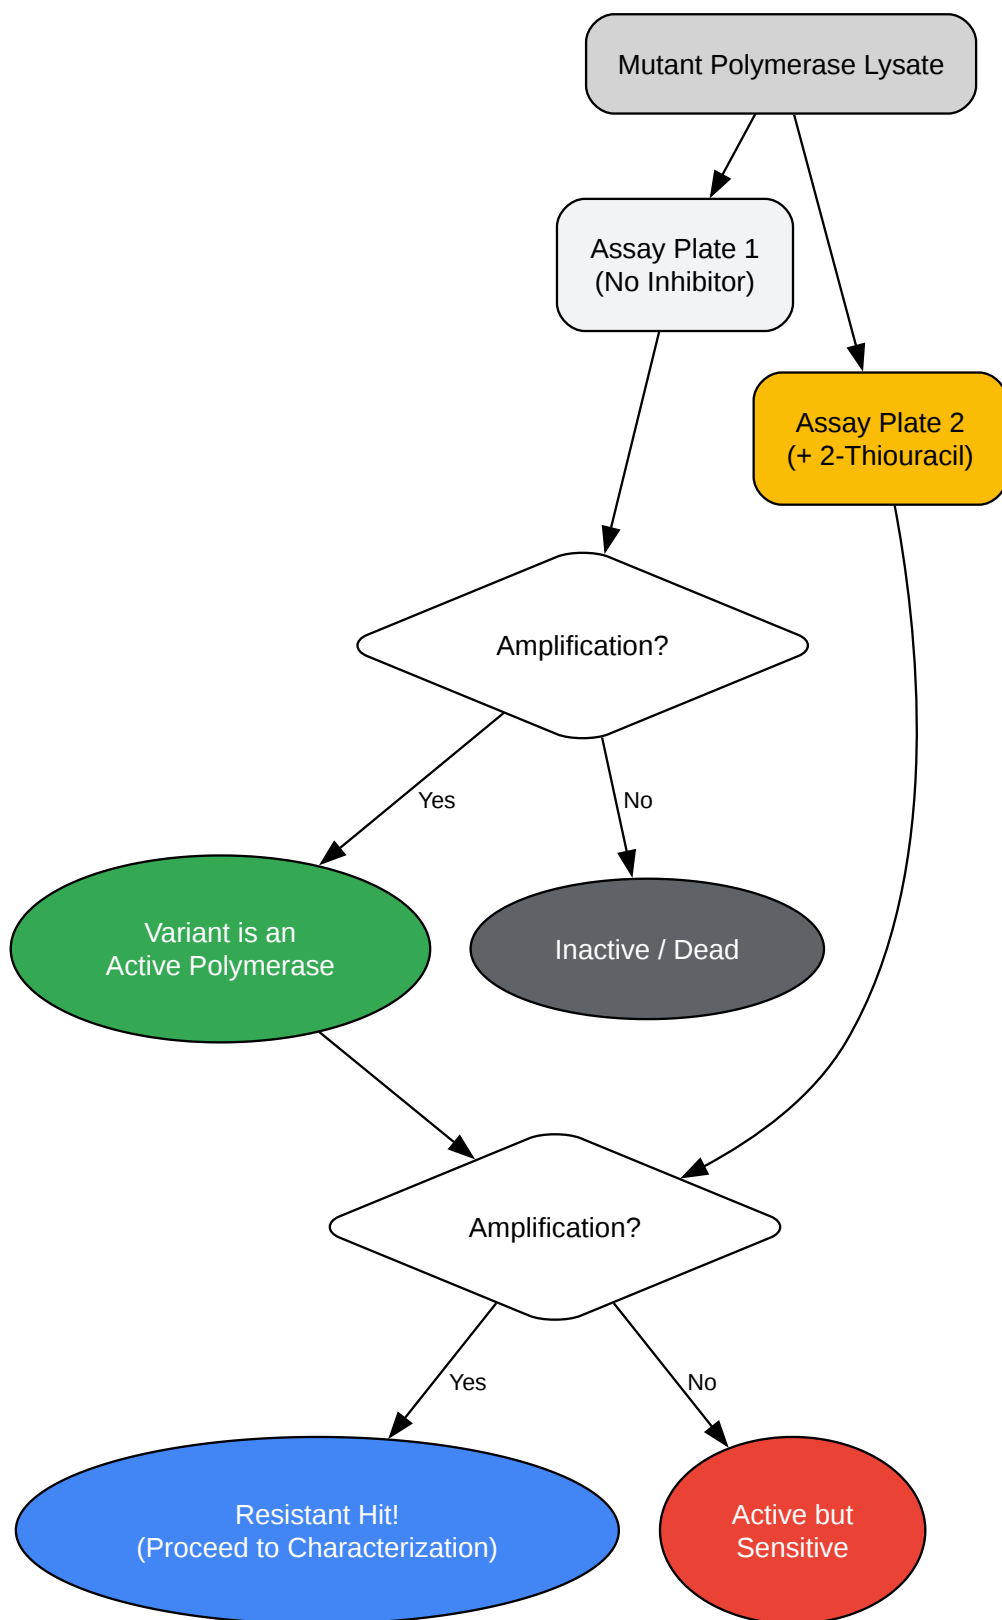 Mutant Polymerase Lysate
Assay Plate 1
(No Inhibitor)
Assay Plate 2
(+ 2-Thiouracil)
Amplification?
Yes
No
Variant is an
Active Polymerase
Inactive / Dead
Amplification?
Yes
No
Resistant Hit!
(Proceed to Characterization)
Active but
Sensitive